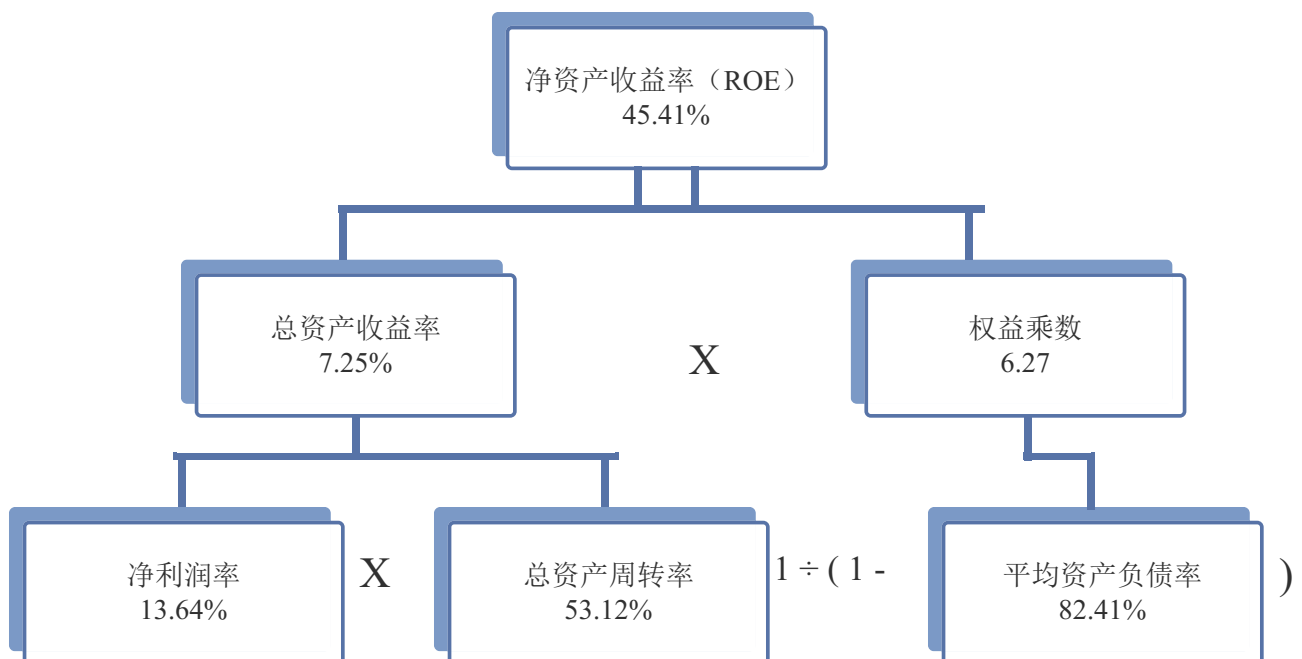 净资产收益率（ROE）
45.41%
总资产收益率
7.25%
X
权益乘数
6.27
净利润率
13.64%
X
总资产周转率
53.12%
1 ÷ ( 1 -
平均资产负债率
82.41%
)